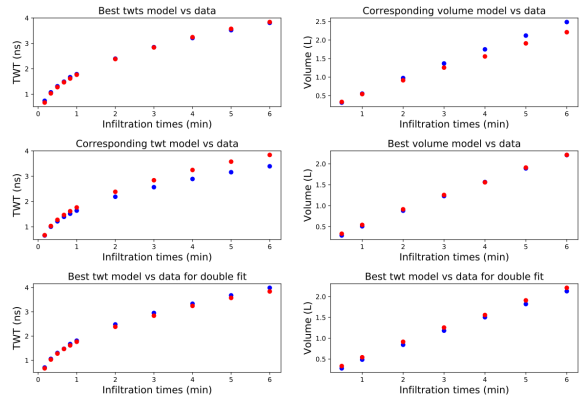 Best twts model vs data
TWT (ns)
4
3
2
1
0 1 2 3 4 5 6
Infiltration times (min)
Corresponding volume model vs data
Volume (L)
2.5
2.0
1.5
1.0
0.5
1 2 3 4 5 6
Infiltration times (min)
Corresponding twt model vs data
TWT (ns)
4
3
2
1
0 1 2 3 4 5 6
Infiltration times (min)
Best volume model vs data
Volume (L)
2.0
1.5
1.0
0.5
1 2 3 4 5 6
Infiltration times (min)
Best twt model vs data for double fit
TWT (ns)
4
3
2
1
0 1 2 3 4 5 6
Infiltration times (min)
Best twt model vs data for double fit
Volume (L)
2.0
1.5
1.0
0.5
1 2 3 4 5 6
Infiltration times (min)